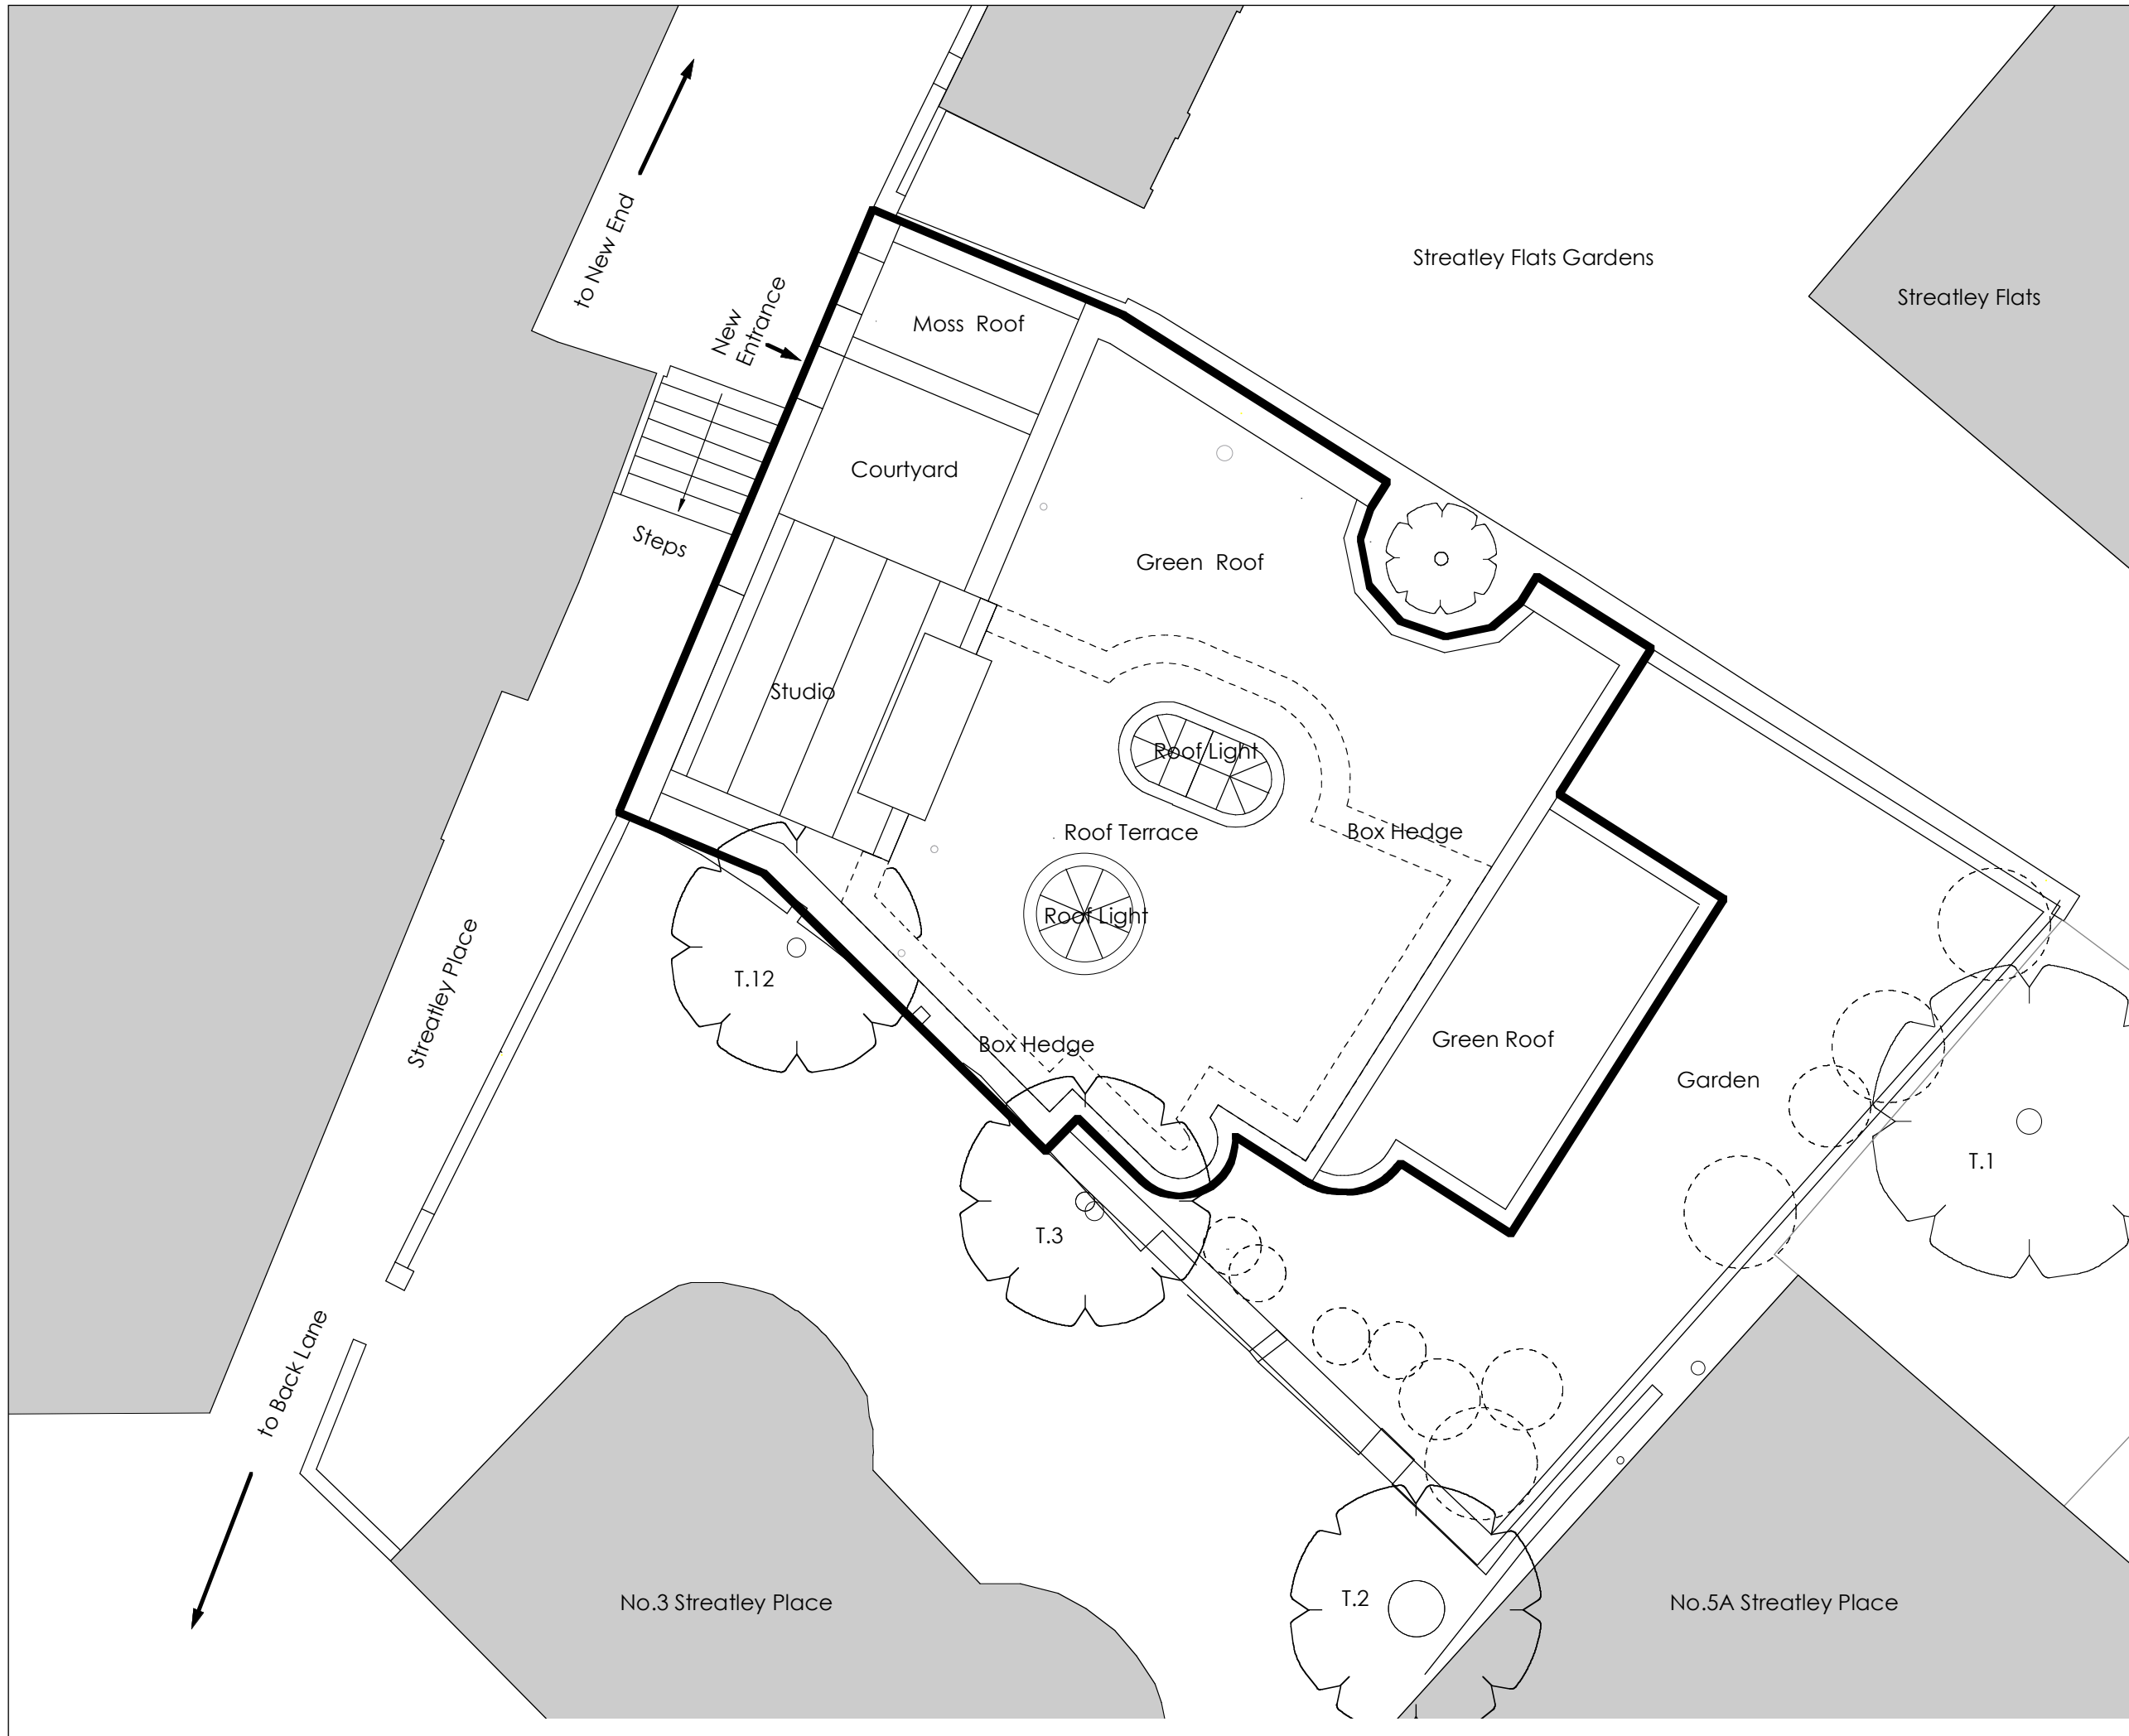 to New End
New
Entrance
Streatley Flats Gardens
Streatley Flats
Moss Roof
Courtyard
Steps
Green Roof
Studio
Roof Light
Roof Terrace
Box Hedge
Roof Light
T.12
Streatley Place
Box Hedge
Green Roof
Garden
T.1
T.3
to Back Lane
T.2
No.3 Streatley Place
No.5A Streatley Place